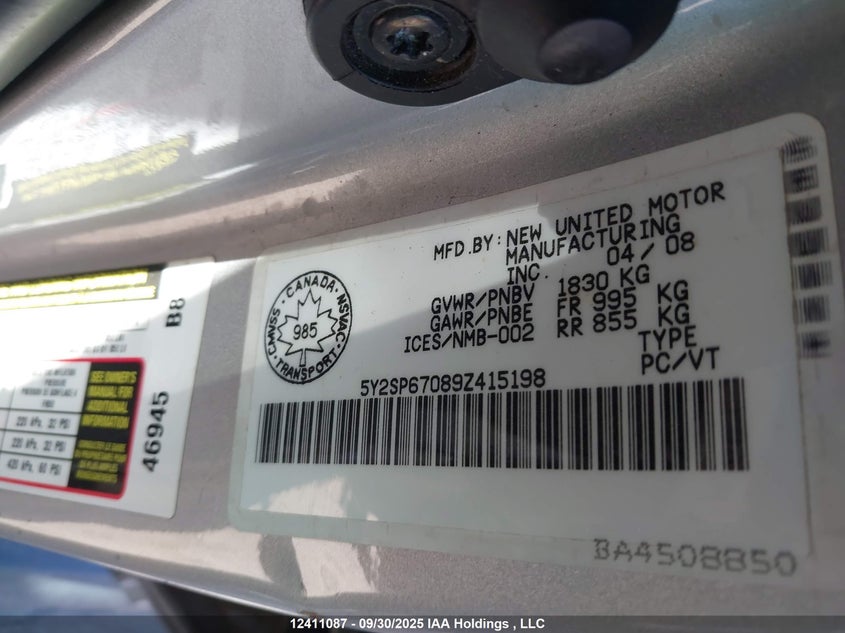 MFD.BY: NEW UNITED MOTOR
MANUFACTURING
INC. 04/08
GVWR/PNBV 1830 KG
GAWR/PNBE FR 995 KG
ICES/NMB-002 RR 855 KG
TYPE
PC/VT
CANADA
CMVSS
NSVAC
985
TRANSPORT
5Y2SP67089Z415198
BA4508850
B8
46945
SEE OWNER'S
MANUAL FOR
ADDITIONAL
INFORMATION
220 kPa, 32 PSI
220 kPa, 32 PSI
420 kPa, 60 PSI
12411087 - 09/30/2025 IAA Holdings , LLC